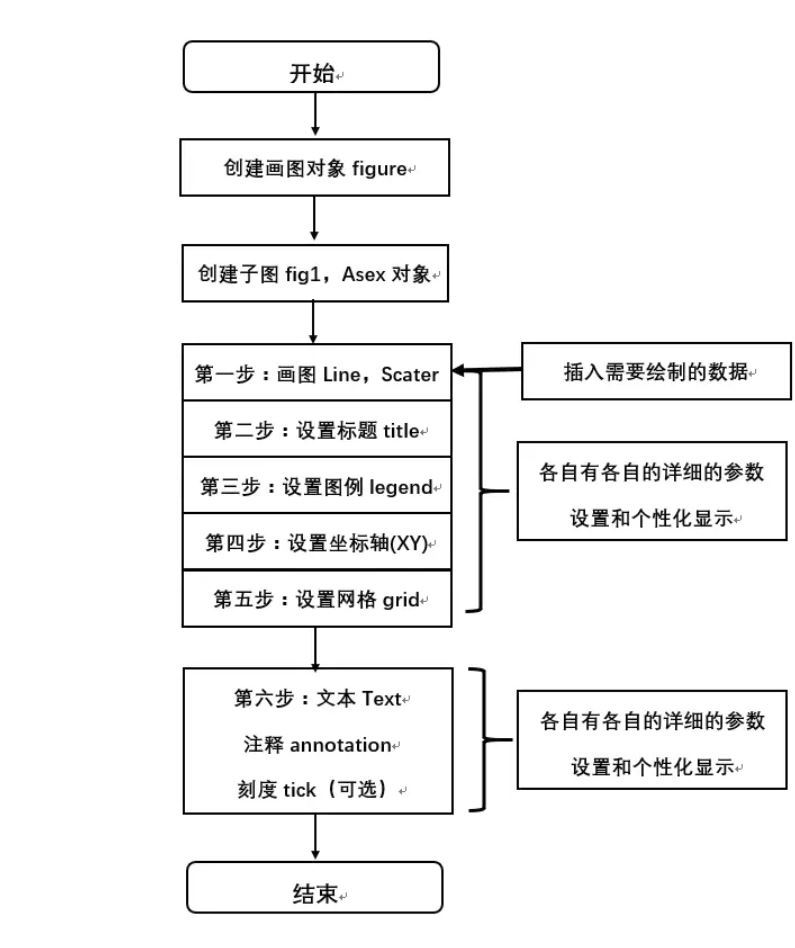 开始
创建画图对象 figure
创建子图 fig1，Asex 对象
第一步：画图 Line，Scater
插入需要绘制的数据
第二步：设置标题 title
第三步：设置图例 legend
第四步：设置坐标轴(XY)
第五步：设置网格 grid
各自有各自的详细的参数
设置和个性化显示
第六步：文本 Text
注释 annotation
刻度 tick（可选）
各自有各自的详细的参数
设置和个性化显示
结束